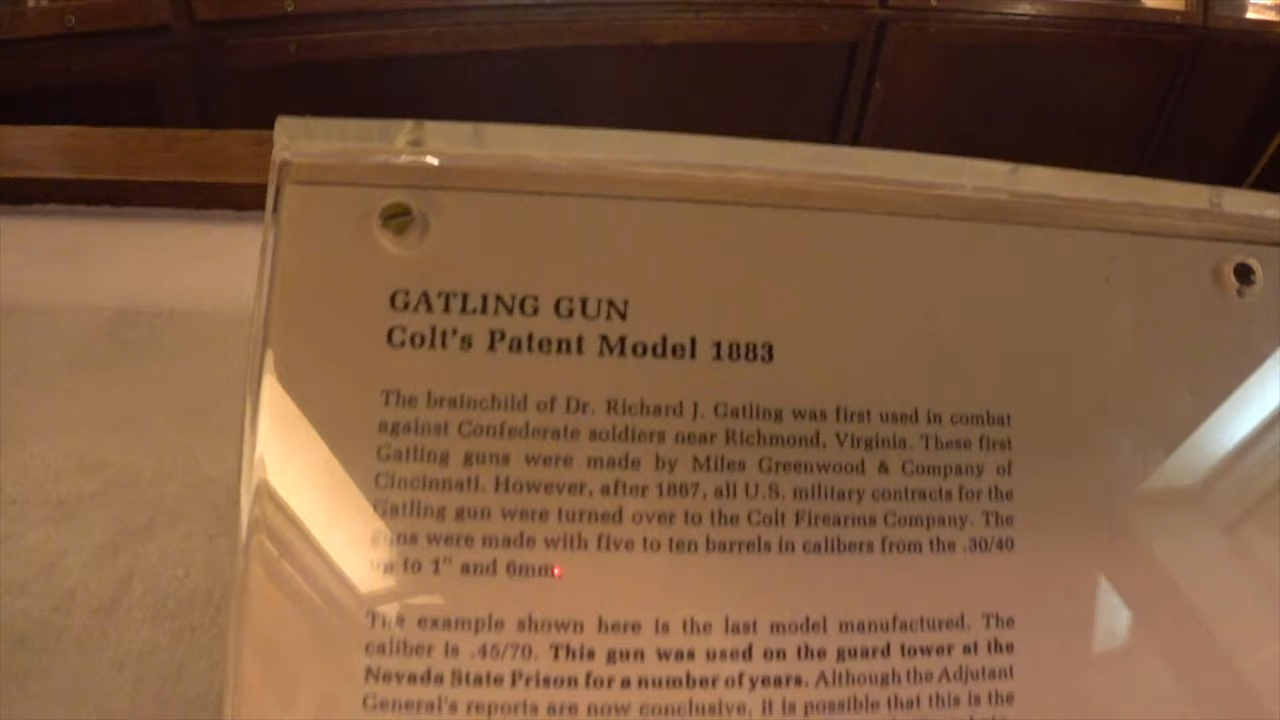 GATLING GUN
Colt's Patent Model 1883
The brainchild of Dr. Richard J. Gatling was first used in combat
against Confederate soldiers near Richmond, Virginia. These first
Gatling guns were made by Miles Greenwood & Company of
Cincinnati. However, after 1867, all U.S. military contracts for the
Gatling gun were turned over to the Colt Firearms Company. The
guns were made with five to ten barrels in calibers from the .30/40
up to 1" and 6mm.
The example shown here is the last model manufactured. The
caliber is .45/70. This gun was used on the guard tower at the
Nevada State Prison for a number of years. Although the Adjutant
General's reports are now conclusive, it is possible that this is the